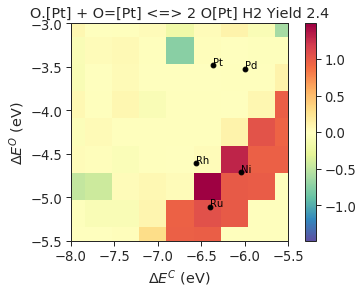 O.[Pt] + O=[Pt] <=> 2 O[Pt] H2 Yield 2.4
−3.0
−3.5
−4.0
−4.5
−5.0
−5.5
ΔE^O (eV)
Pt
Pd
Rh
Ni
Ru
−8.0 −7.5 −7.0 −6.5 −6.0 −5.5
ΔE^C (eV)
1.0
0.5
0.0
−0.5
−1.0